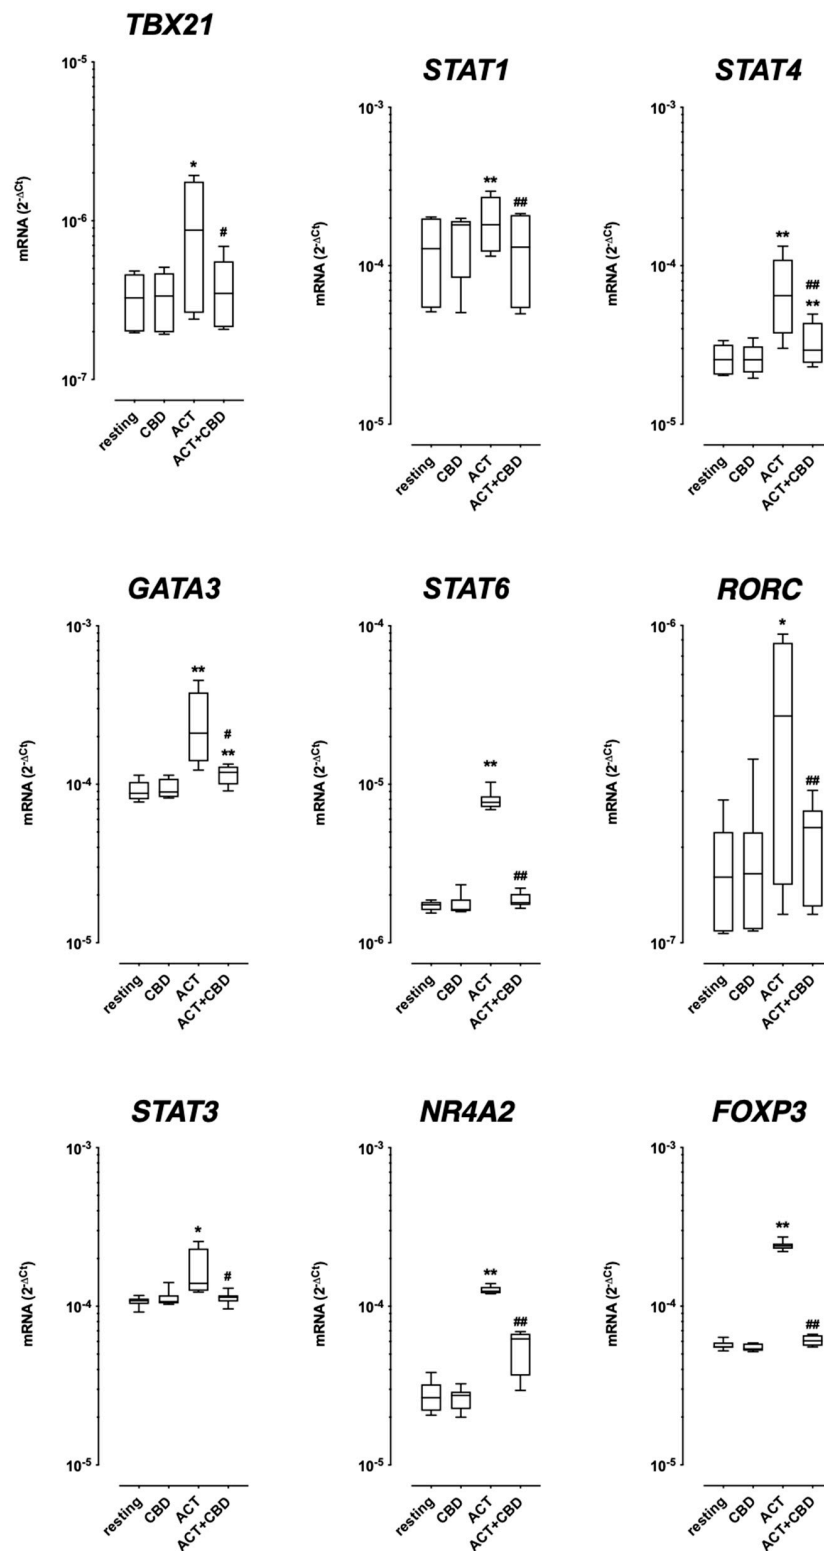 TBX21
10^-5
10^-6
10^-7
mRNA (2^-ΔCt)
*
#
resting
CBD
ACT
ACT+CBD
STAT1
10^-3
10^-4
10^-5
mRNA (2^-ΔCt)
**
##
resting
CBD
ACT
ACT+CBD
STAT4
10^-3
10^-4
10^-5
mRNA (2^-ΔCt)
**
##
**
resting
CBD
ACT
ACT+CBD
GATA3
10^-3
10^-4
10^-5
mRNA (2^-ΔCt)
**
#
**
resting
CBD
ACT
ACT+CBD
STAT6
10^-4
10^-5
10^-6
mRNA (2^-ΔCt)
**
##
resting
CBD
ACT
ACT+CBD
RORC
10^-6
10^-7
mRNA (2^-ΔCt)
*
##
resting
CBD
ACT
ACT+CBD
STAT3
10^-3
10^-4
10^-5
mRNA (2^-ΔCt)
*
#
resting
CBD
ACT
ACT+CBD
NR4A2
10^-3
10^-4
10^-5
mRNA (2^-ΔCt)
**
##
resting
CBD
ACT
ACT+CBD
FOXP3
10^-3
10^-4
10^-5
mRNA (2^-ΔCt)
**
##
resting
CBD
ACT
ACT+CBD